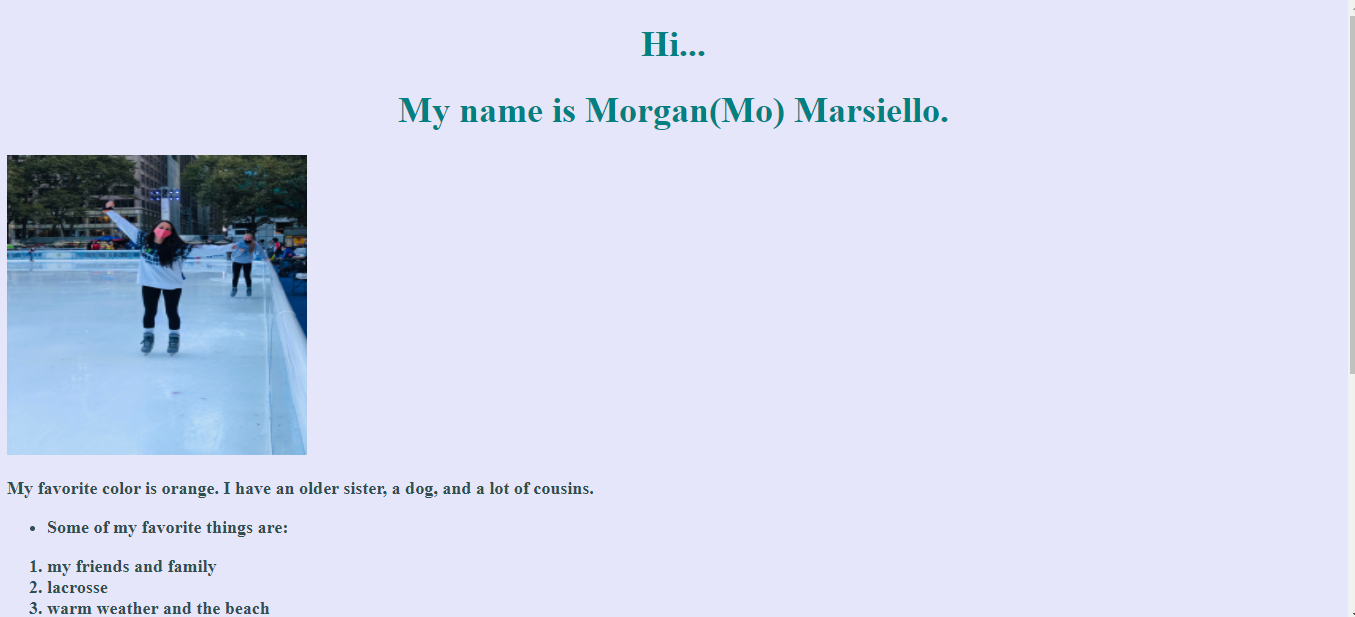 Hi...
My name is Morgan(Mo) Marsiello.
My favorite color is orange. I have an older sister, a dog, and a lot of cousins.
• Some of my favorite things are:
1. my friends and family
2. lacrosse
3. warm weather and the beach